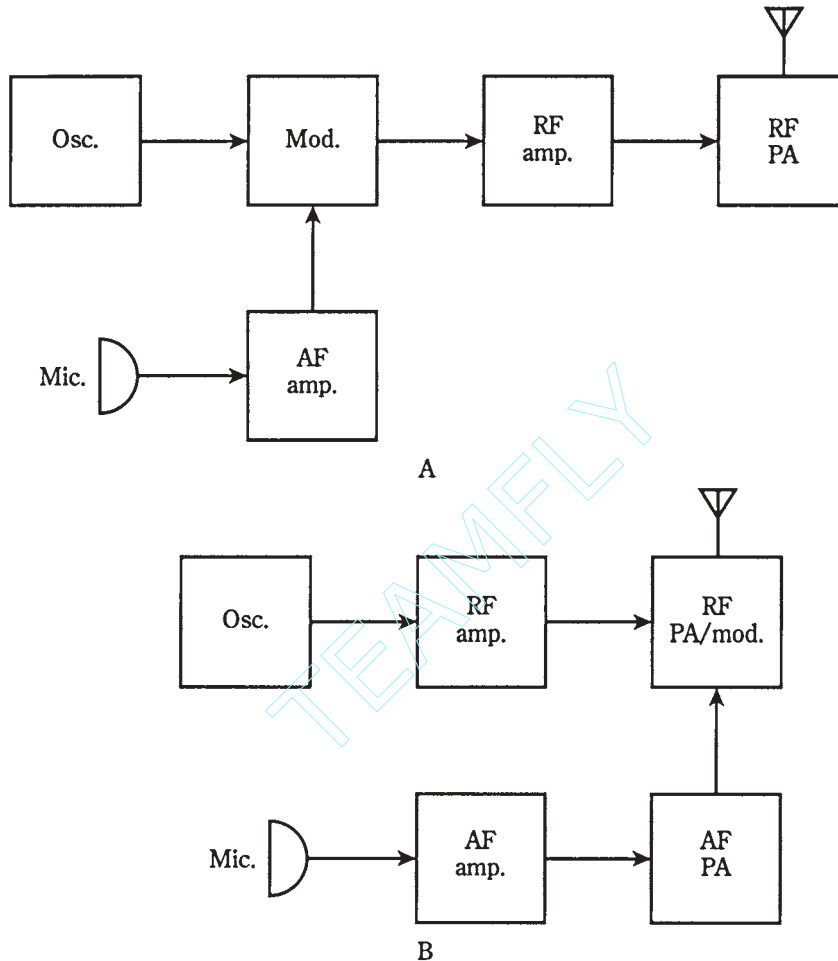 Osc.
Mod.
RF
amp.
RF
PA
Mic.
AF
amp.
A
TEAMFLY
Osc.
RF
amp.
RF
PA/mod.
Mic.
AF
amp.
AF
PA
B